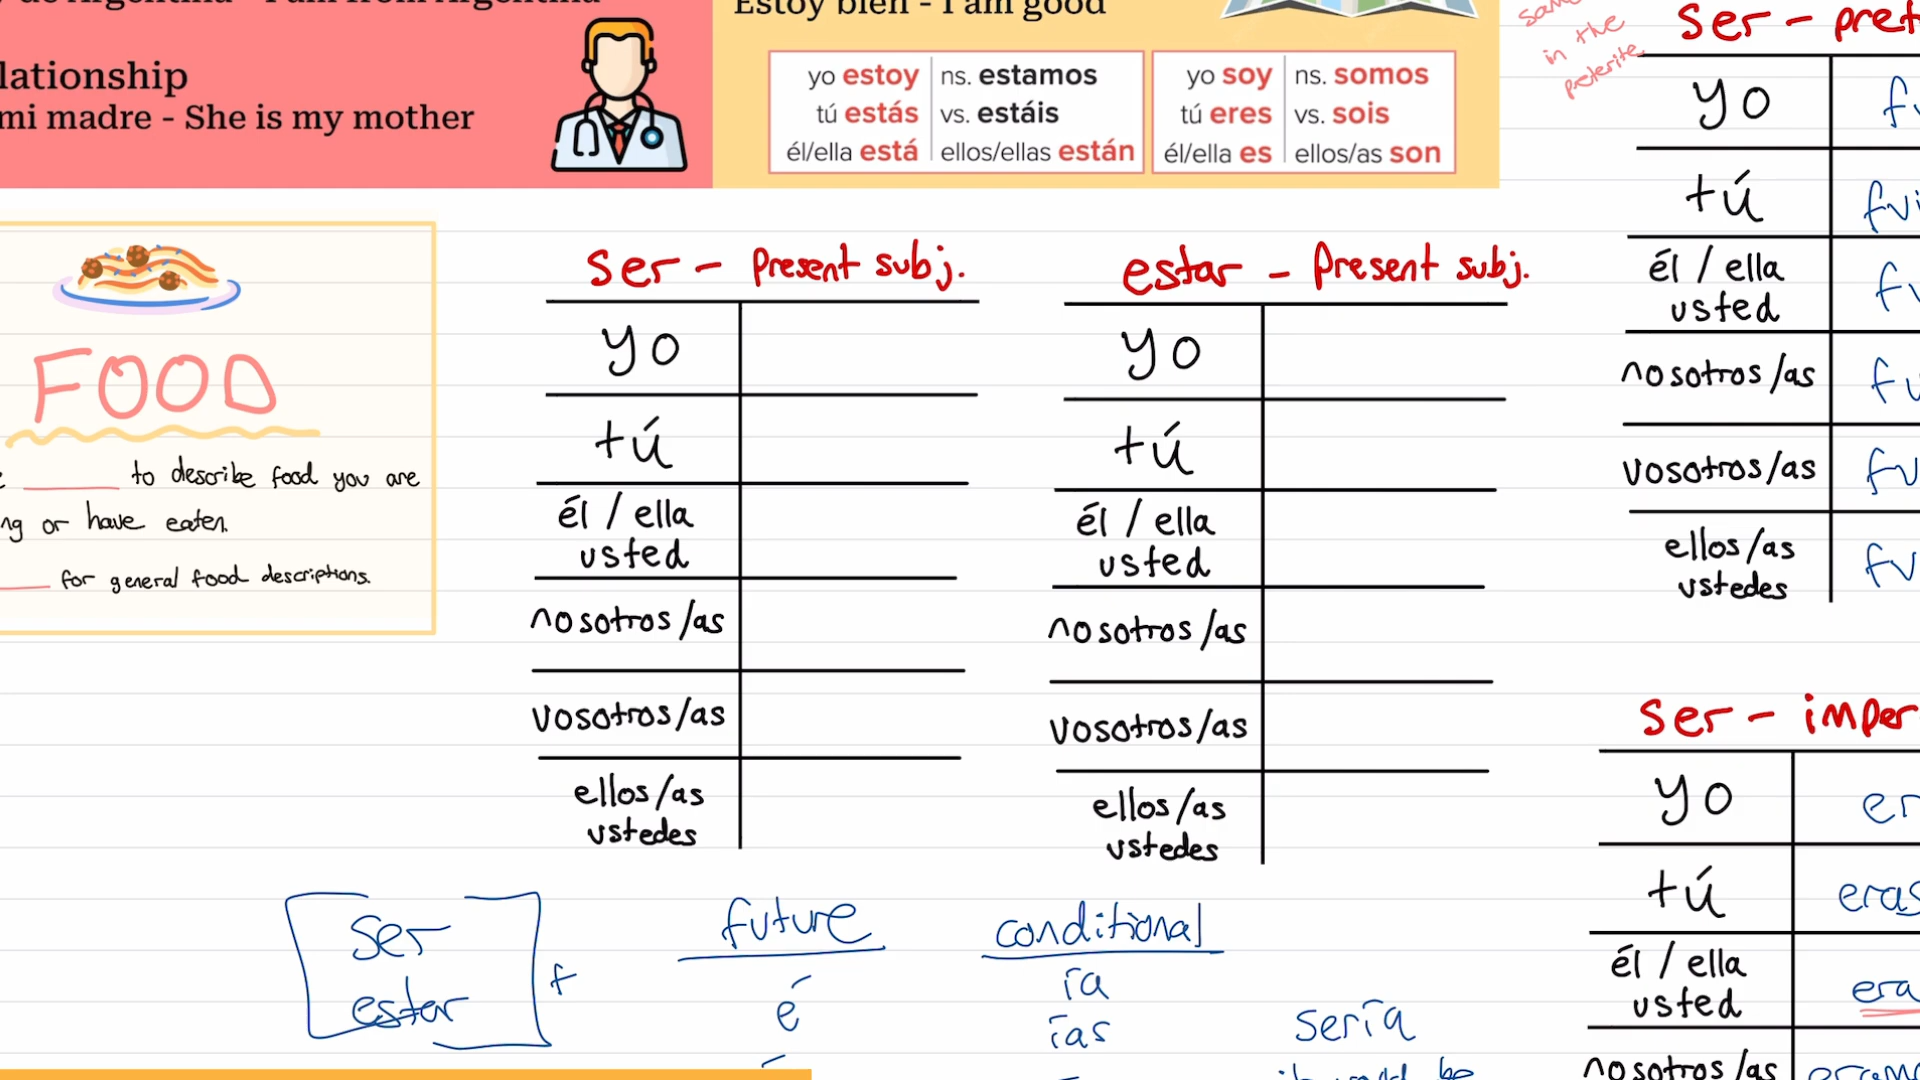 lationship
mi madre - She is my mother
Estoy bien - I am good
yo estoy ns. estamos
tú estás vs. estáis
él/ella está ellos/ellas están
yo soy ns. somos
tú eres vs. sois
él/ella es ellos/as son
in the
preterite
FOOD
to describe food you are
ng or have eaten.
for general food descriptions.
ser - Present subj.
yo
tú
él / ella
usted
nosotros/as
vosotros/as
ellos/as
ustedes
estar - Present subj.
yo
tú
él / ella
usted
nosotros/as
vosotros/as
ellos/as
ustedes
ser - pret
yo
tú fui
él / ella
usted
nosotros/as
vosotros/as
ellos/as
ustedes
ser - imper
yo er
tú eras
él / ella
usted era
nosotros/as
ser
estar
future
é
conditional
ía
ías
sería